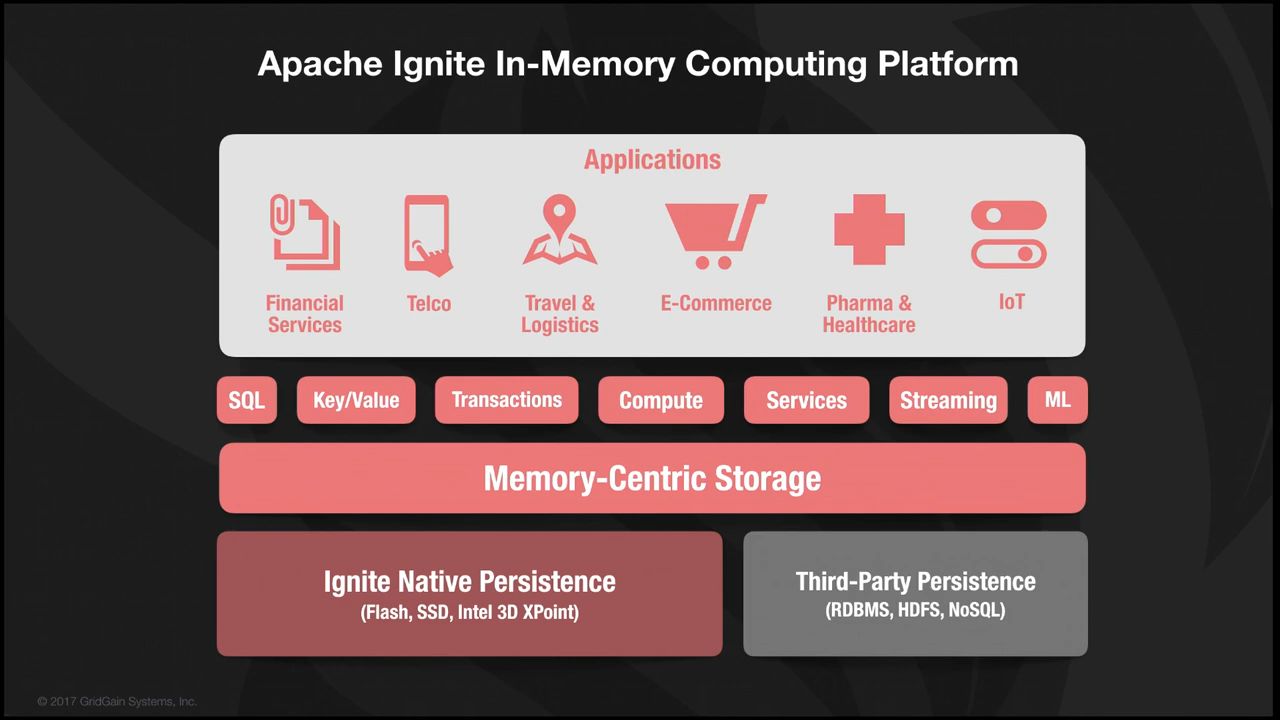 Apache Ignite In-Memory Computing Platform
Applications
Financial
Services
Telco
Travel &
Logistics
E-Commerce
Pharma &
Healthcare
IoT
SQL
Key/Value
Transactions
Compute
Services
Streaming
ML
Memory-Centric Storage
Ignite Native Persistence
(Flash, SSD, Intel 3D XPoint)
Third-Party Persistence
(RDBMS, HDFS, NoSQL)
© 2017 GridGain Systems, Inc.